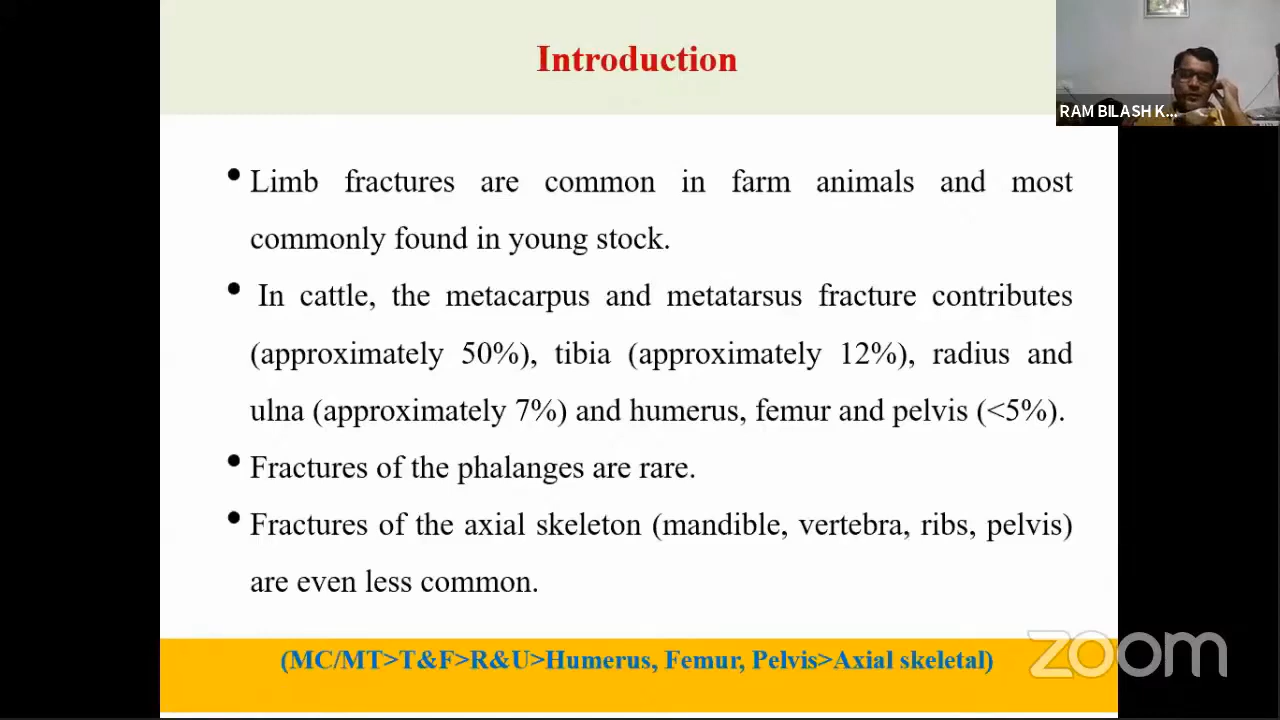 Introduction
RAM BILASH K...
• Limb fractures are common in farm animals and most
commonly found in young stock.
• In cattle, the metacarpus and metatarsus fracture contributes
(approximately 50%), tibia (approximately 12%), radius and
ulna (approximately 7%) and humerus, femur and pelvis (<5%).
• Fractures of the phalanges are rare.
• Fractures of the axial skeleton (mandible, vertebra, ribs, pelvis)
are even less common.
(MC/MT>T&F>R&U>Humerus, Femur, Pelvis>Axial skeletal)
zoom